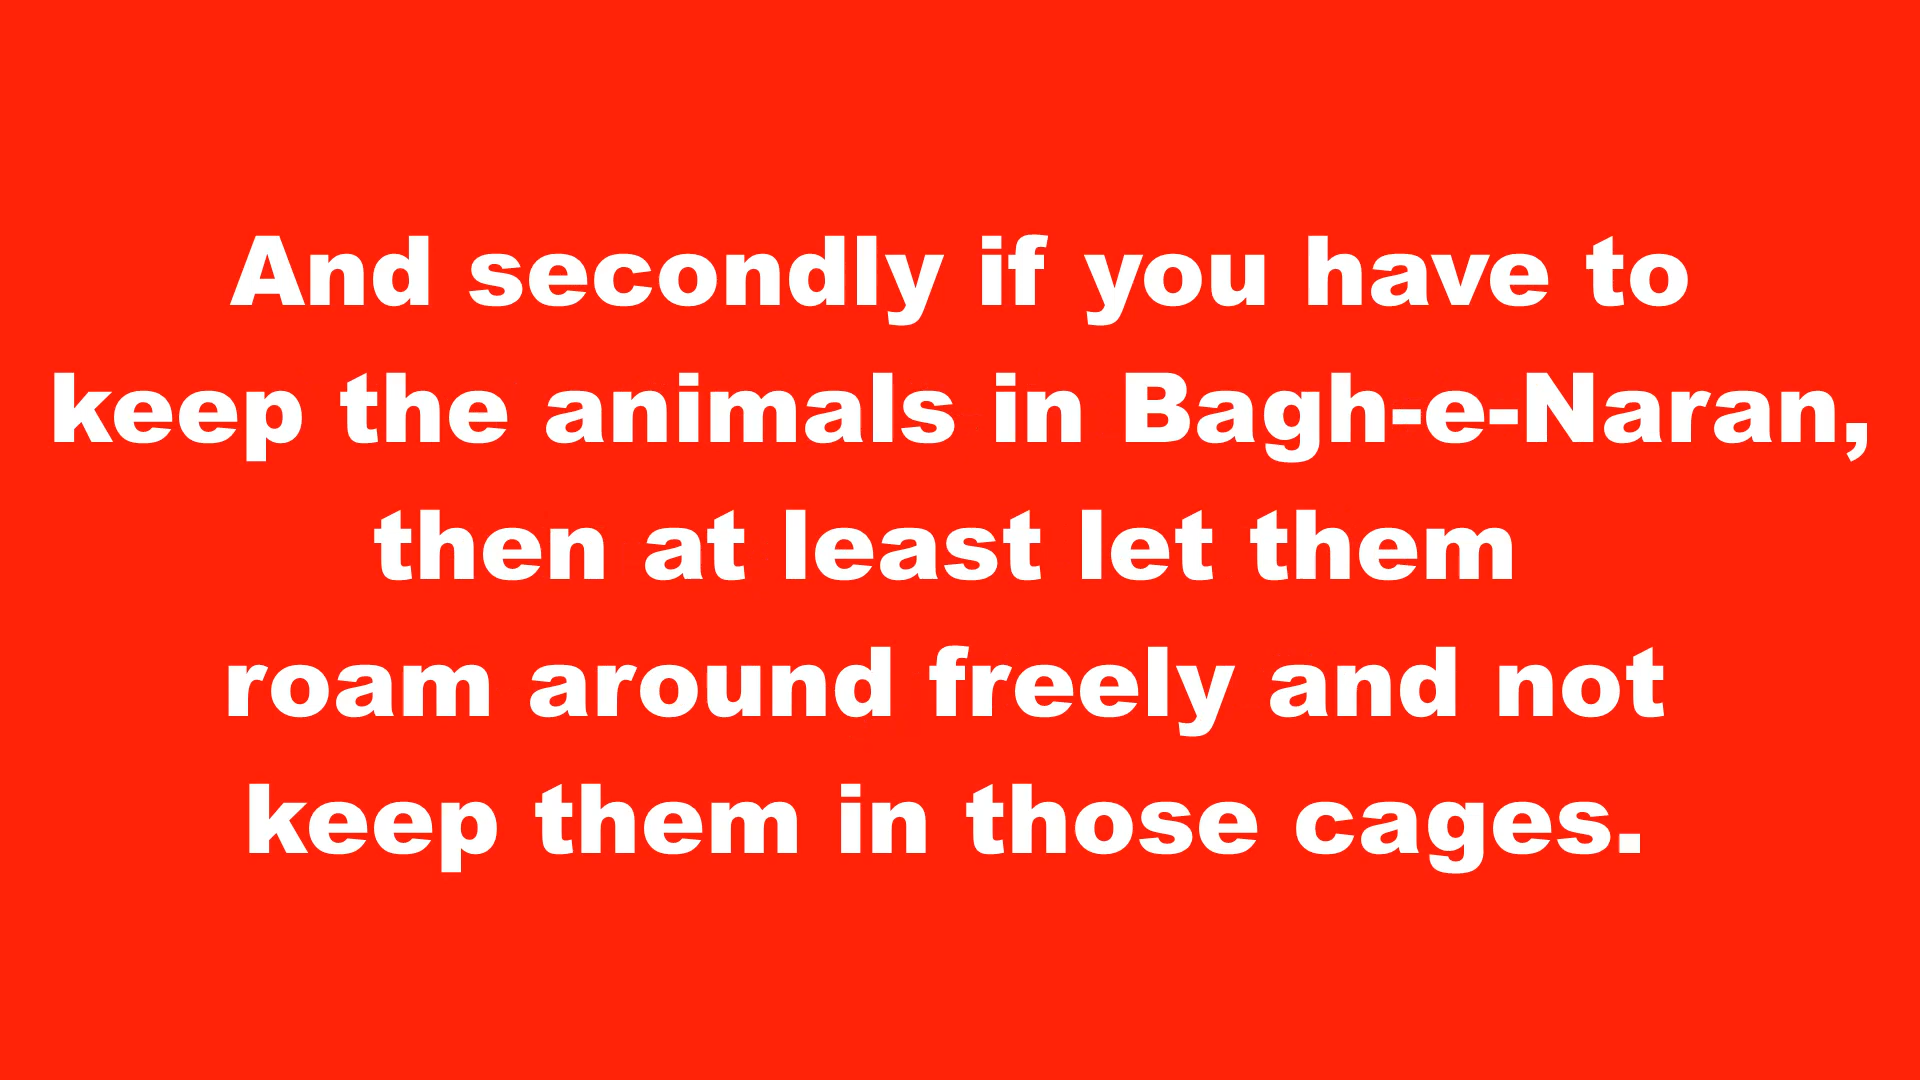 And secondly if you have to
keep the animals in Bagh-e-Naran,
then at least let them
roam around freely and not
keep them in those cages.